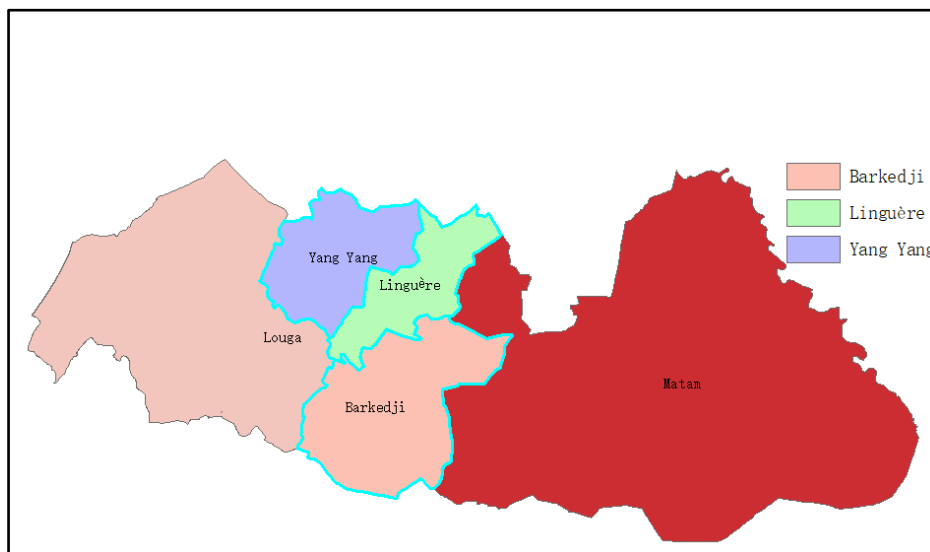 Barkedji
Linguère
Yang Yang
Yang Yang
Linguère
Louga
Matam
Barkedji